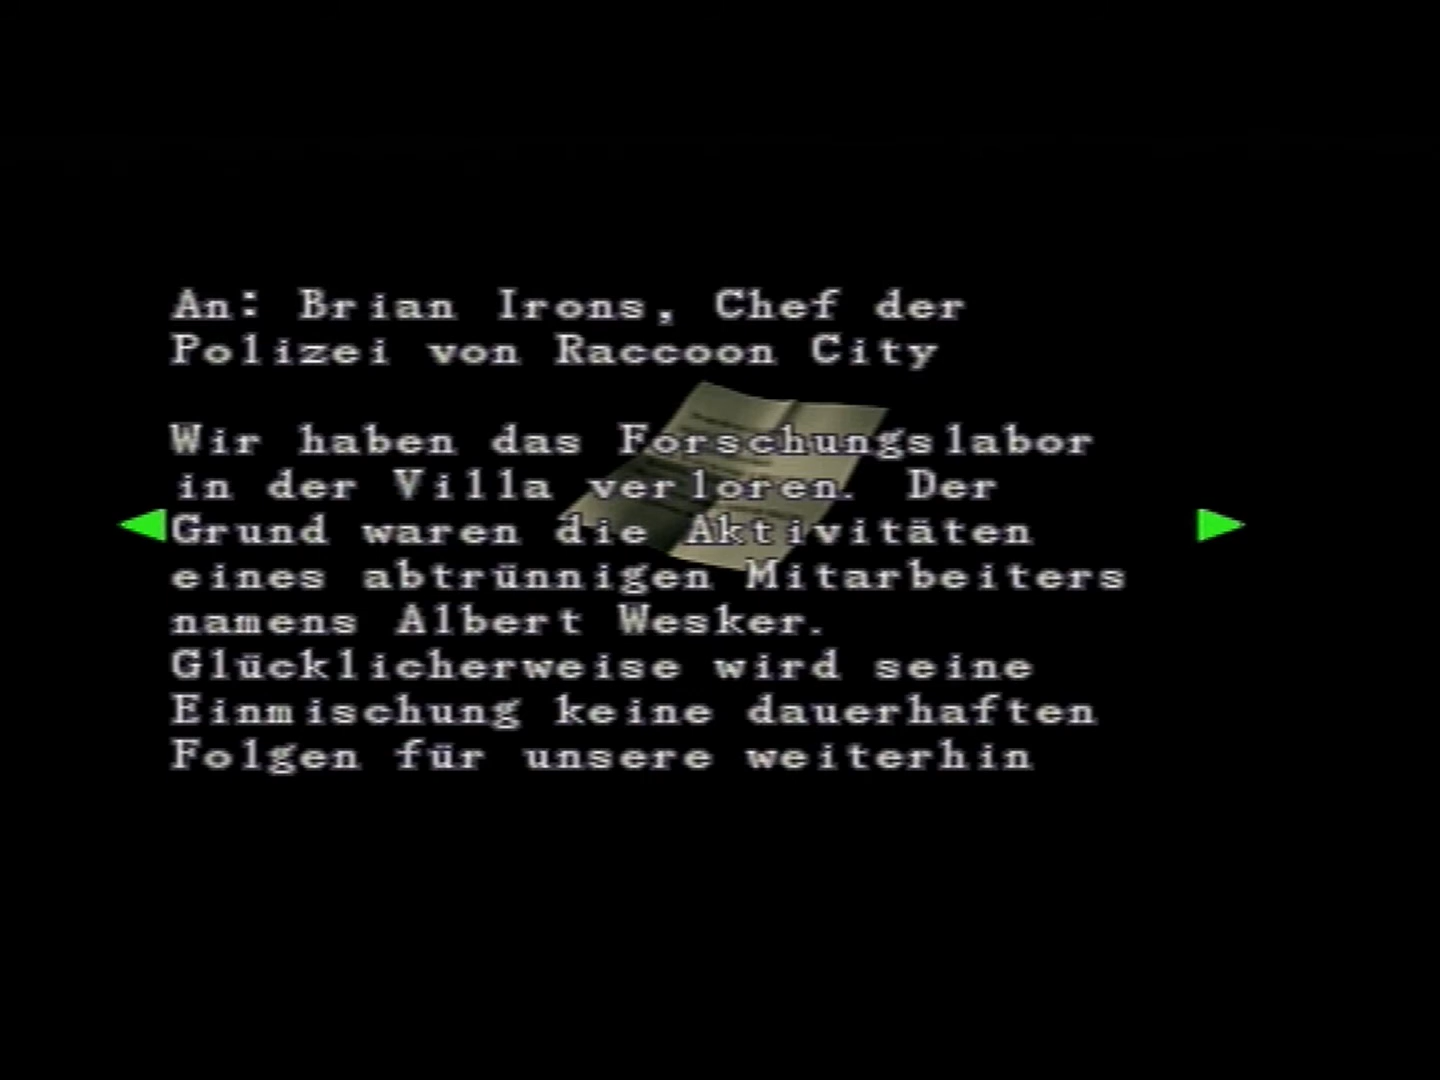 An: Brian Irons, Chef der
Polizei von Raccoon City
Wir haben das Forschungslabor
in der Villa verloren. Der
Grund waren die Aktivitäten
eines abtrünnigen Mitarbeiters
namens Albert Wesker.
Glücklicherweise wird seine
Einmischung keine dauerhaften
Folgen für unsere weiterhin